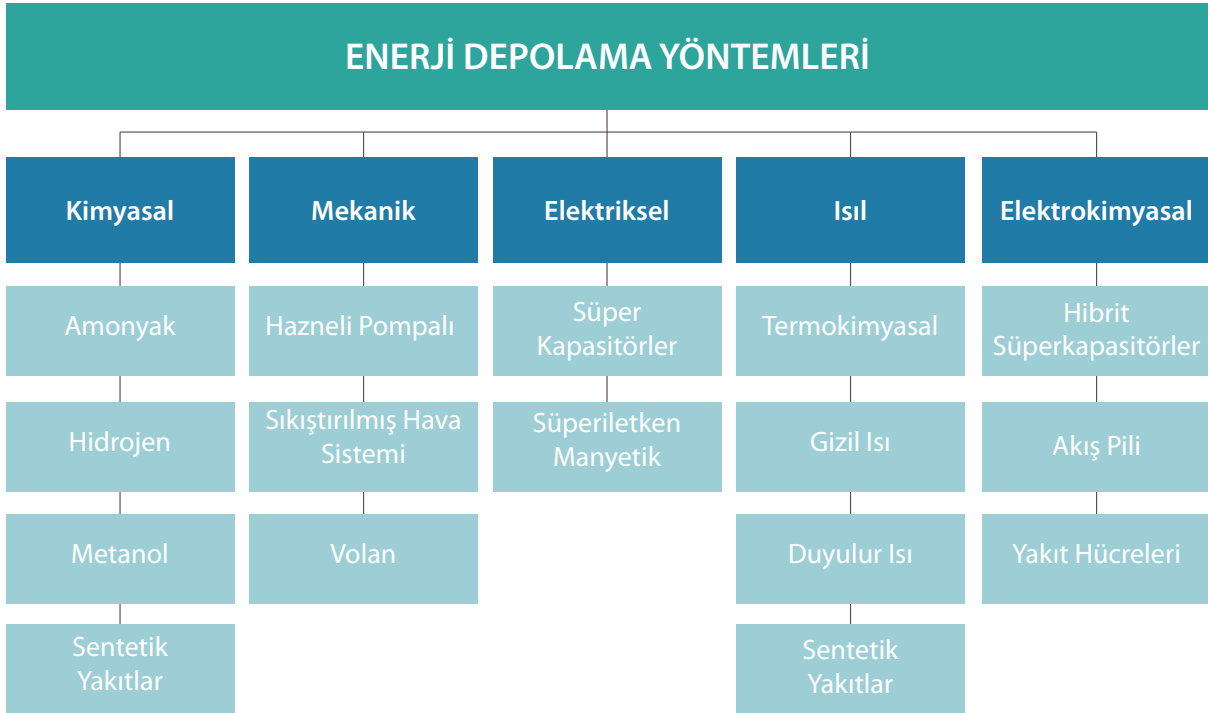 ENERJİ DEPOLAMA YÖNTEMLERİ
Kimyasal
Amonyak
Hidrojen
Metanol
Sentetik
Yakıtlar
Mekanik
Hazneli Pompalı
Sıkıştırılmış Hava
Sistemi
Volan
Elektriksel
Süper
Kapasitörler
Süperiletken
Manyetik
Isıl
Termokimyasal
Gizil Isı
Duyulur Isı
Sentetik
Yakıtlar
Elektrokimyasal
Hibrit
Süperkapasitörler
Akış Pili
Yakıt Hücreleri